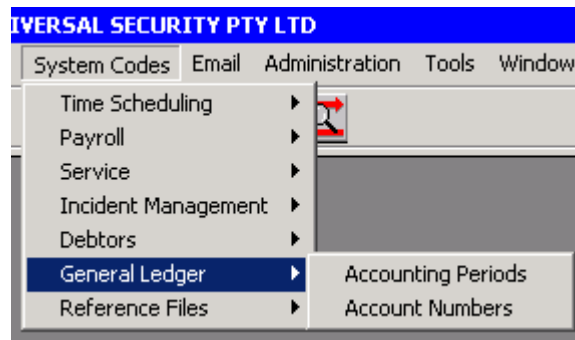 IVERSAL SECURITY PTY LTD
System Codes Email Administration Tools Window
Time Scheduling
Payroll
Service
Incident Management
Debtors
General Ledger
Accounting Periods
Reference Files
Account Numbers